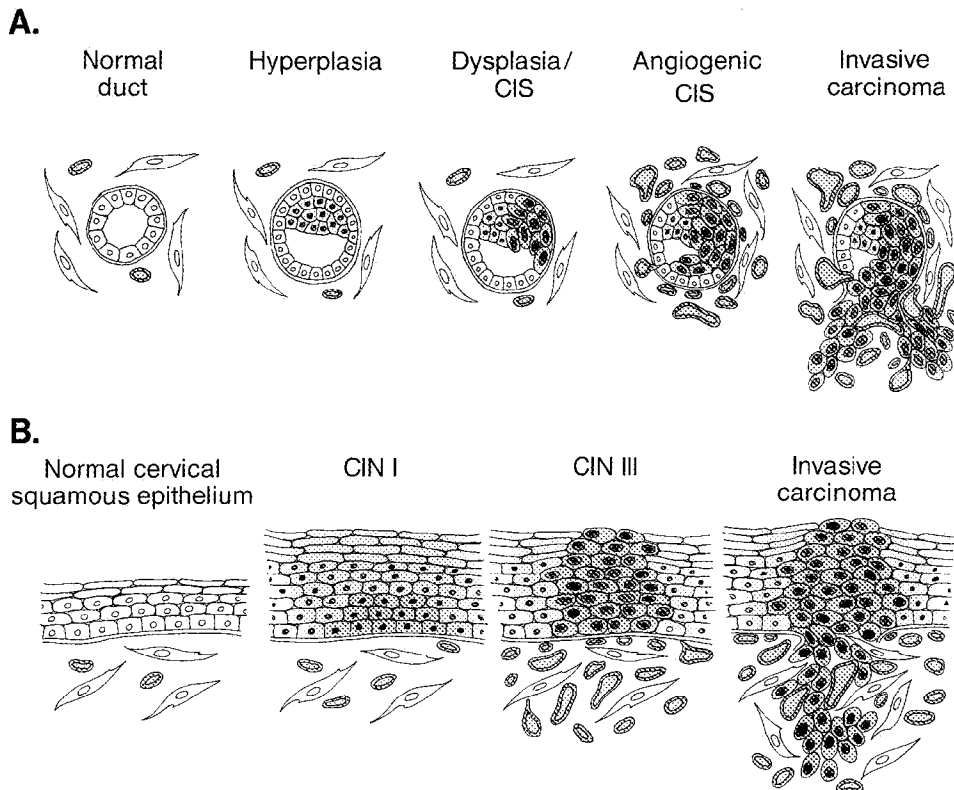 A.
Normal
duct
Hyperplasia
Dysplasia/
CIS
Angiogenic
CIS
Invasive
carcinoma
B.
Normal cervical
squamous epithelium
CIN I
CIN III
Invasive
carcinoma